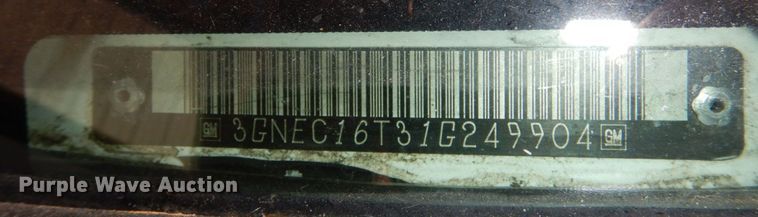 GM 3GNEC16T31G249904 GM
Purple Wave Auction